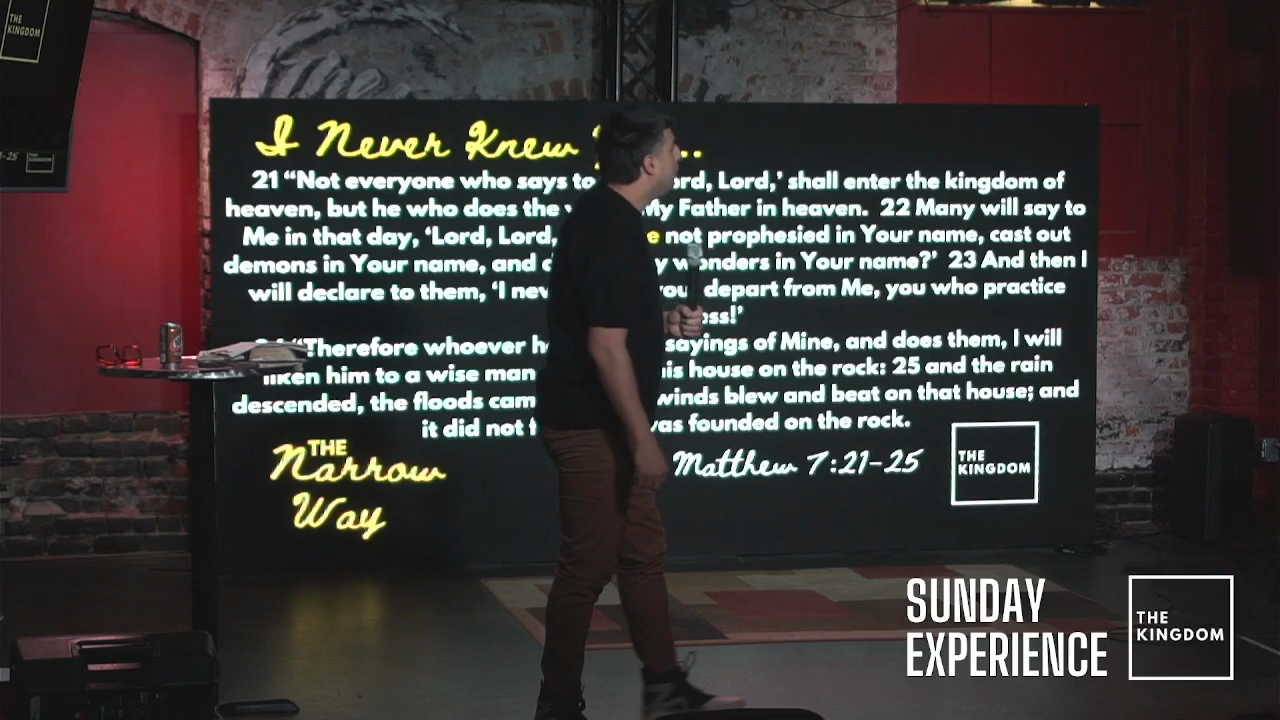 THE
KINGDOM
I Never Knew
21 “Not everyone who says to ord, Lord,’ shall enter the kingdom of
heaven, but he who does the My Father in heaven. 22 Many will say to
Me in that day, ‘Lord, Lord, not prophesied in Your name, cast out
demons in Your name, and wonders in Your name?’ 23 And then I
will declare to them, ‘I you depart from Me, you who practice
ess!’
“Therefore whoever sayings of Mine, and does them, I will
liken him to a wise man his house on the rock: 25 and the rain
descended, the floods cam winds blew and beat on that house; and
it did not was founded on the rock.
THE
Narrow
Way
Matthew 7:21-25
THE
KINGDOM
SUNDAY
EXPERIENCE
THE
KINGDOM